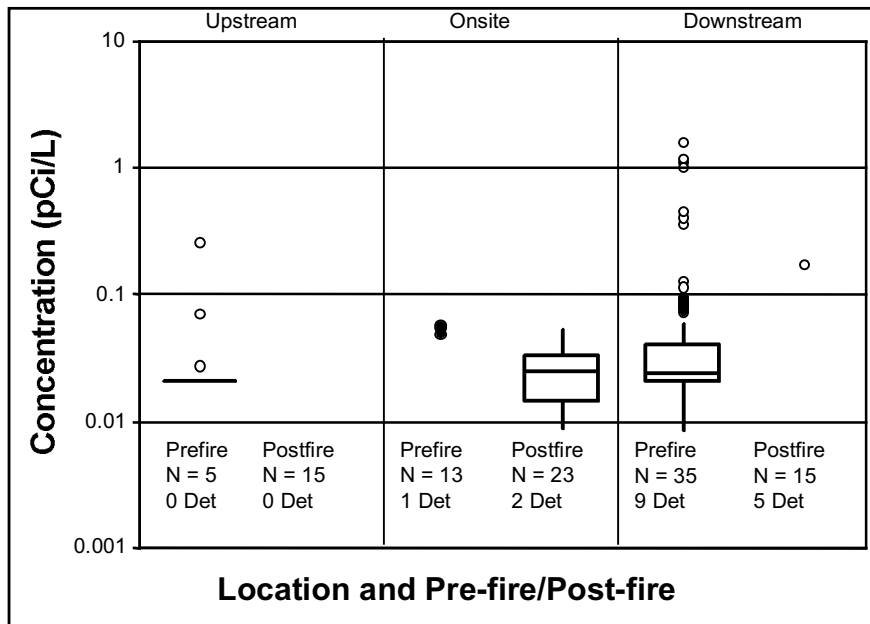 Upstream
Onsite
Downstream
10
1
0.1
0.01
0.001
Concentration (pCi/L)
Prefire
N = 5
0 Det
Postfire
N = 15
0 Det
Prefire
N = 13
1 Det
Postfire
N = 23
2 Det
Prefire
N = 35
9 Det
Postfire
N = 15
5 Det
Location and Pre-fire/Post-fire